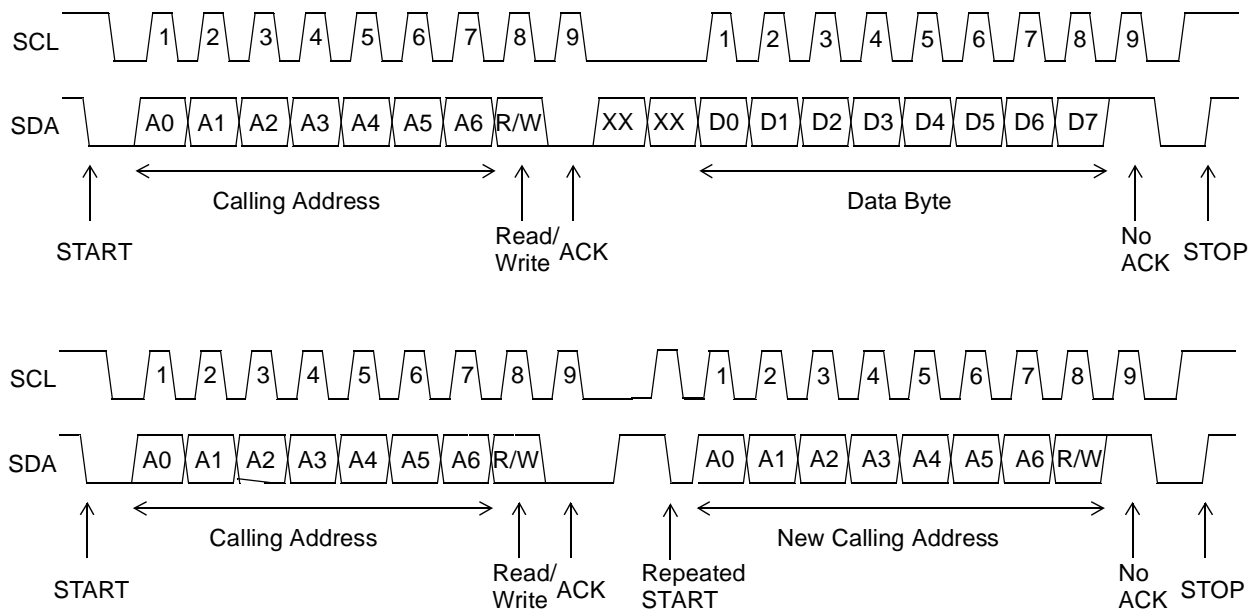 SCL 1 2 3 4 5 6 7 8 9 1 2 3 4 5 6 7 8 9
SDA A0 A1 A2 A3 A4 A5 A6 R/W XX XX D0 D1 D2 D3 D4 D5 D6 D7
Calling Address Data Byte
START Read/ Write ACK No ACK STOP
SCL 1 2 3 4 5 6 7 8 9 1 2 3 4 5 6 7 8 9
SDA A0 A1 A2 A3 A4 A5 A6 R/W A0 A1 A2 A3 A4 A5 A6 R/W
Calling Address New Calling Address
START Read/ Write ACK Repeated START No ACK STOP